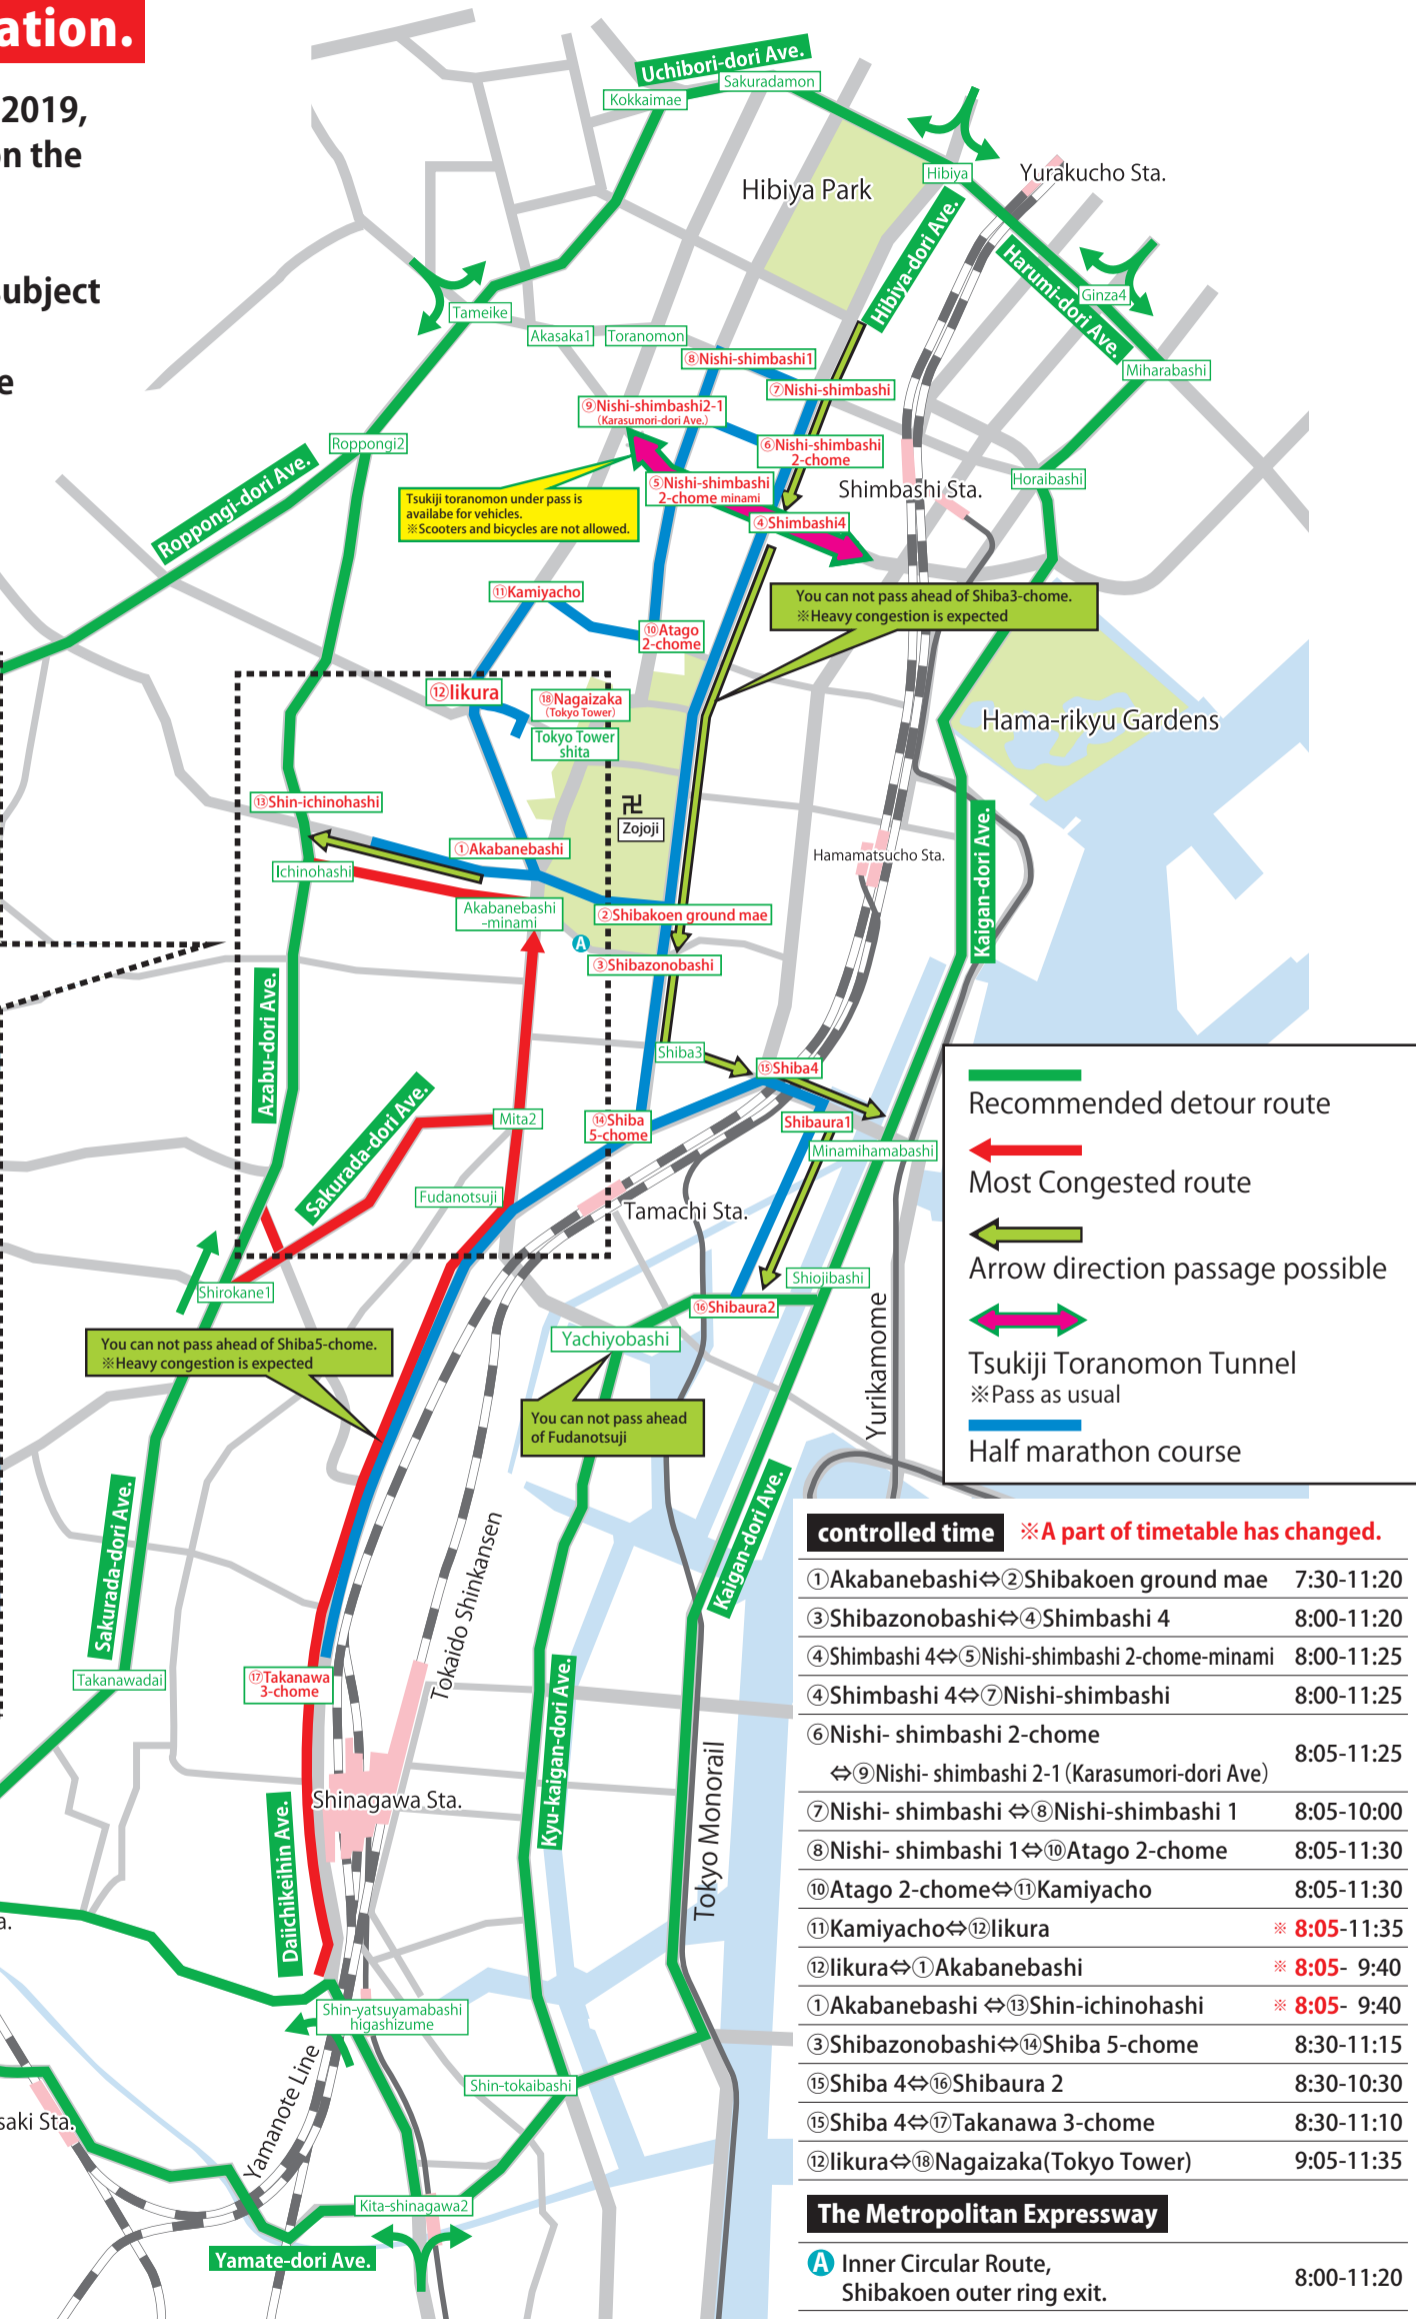 ation.
2019,
on the
subject
e
Uchibori-dori Ave.
Sakuradamon
Kokkaimae
Hibiya Park
Hibiya
Yurakucho Sta.
Hibiya-dori Ave.
Harumi-dori Ave.
Ginza4
Miharabashi
Tameike
Akasaka1
Toranomon
⑧Nishi-shimbashi1
⑦Nishi-shimbashi
⑨Nishi-shimbashi2-1
(Karasumori-dori Ave.)
⑥Nishi-shimbashi
2-chome
Roppongi2
Roppongi-dori Ave.
⑤Nishi-shimbashi
2-chome minami
Shimbashi Sta.
Horaibashi
Tsukiji toranomon under pass is
availabe for vehicles.
※Scooters and bicycles are not allowed.
④Shimbashi4
⑪Kamiyacho
You can not pass ahead of Shiba3-chome.
※Heavy congestion is expected
⑩Atago
2-chome
⑫Iikura
⑱Nagaizaka
(Tokyo Tower)
Tokyo Tower
shita
Hama-rikyu Gardens
⑬Shin-ichinohashi
卍
Zojoji
①Akabanebashi
Hamamatsucho Sta.
Kaigan-dori Ave.
Ichinohashi
Akabanebashi
-minami
②Shibakoen ground mae
A
③Shibazonobashi
Azabu-dori Ave.
Shiba3
⑮Shiba4
Sakurada-dori Ave.
Mita2
⑭Shiba
5-chome
Shibaura1
Minamihamabashi
Fudanotsuji
Tamachi Sta.
Shirokane1
Shiojibashi
⑯Shibaura2
Yachiyobashi
Yurikamome
You can not pass ahead of Shiba5-chome.
※Heavy congestion is expected
You can not pass ahead
of Fudanotsuji
Recommended detour route
Most Congested route
Arrow direction passage possible
Tsukiji Toranomon Tunnel
※Pass as usual
Half marathon course
Sakurada-dori Ave.
Kaigan-dori Ave.
Tokaido Shinkansen
Takanawadai
⑰Takanawa
3-chome
Kyu-kaigan-dori Ave.
Tokyo Monorail
Shinagawa Sta.
Daiichikeihin Ave.
a.
Shin-yatsuyamabashi
higashizume
Yamanote Line
Shin-tokaibashi
saki Sta.
Kita-shinagawa2
Yamate-dori Ave.
controlled time ※A part of timetable has changed.
①Akabanebashi⇔②Shibakoen ground mae 7:30-11:20
③Shibazonobashi⇔④Shimbashi 4 8:00-11:20
④Shimbashi 4⇔⑤Nishi-shimbashi 2-chome-minami 8:00-11:25
④Shimbashi 4⇔⑦Nishi-shimbashi 8:00-11:25
⑥Nishi- shimbashi 2-chome
⇔⑨Nishi- shimbashi 2-1(Karasumori-dori Ave) 8:05-11:25
⑦Nishi- shimbashi ⇔⑧Nishi-shimbashi 1 8:05-10:00
⑧Nishi- shimbashi 1⇔⑩Atago 2-chome 8:05-11:30
⑩Atago 2-chome⇔⑪Kamiyacho 8:05-11:30
⑪Kamiyacho⇔⑫Iikura ※ 8:05-11:35
⑫Iikura⇔①Akabanebashi ※ 8:05- 9:40
①Akabanebashi ⇔⑬Shin-ichinohashi ※ 8:05- 9:40
③Shibazonobashi⇔⑭Shiba 5-chome 8:30-11:15
⑮Shiba 4⇔⑯Shibaura 2 8:30-10:30
⑮Shiba 4⇔⑰Takanawa 3-chome 8:30-11:10
⑫Iikura⇔⑱Nagaizaka(Tokyo Tower) 9:05-11:35
The Metropolitan Expressway
A Inner Circular Route,
Shibakoen outer ring exit. 8:00-11:20